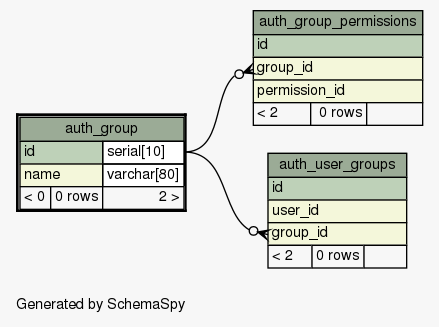 auth_group_permissions
id
group_id
permission_id
< 2 0 rows
auth_group
id serial[10]
name varchar[80]
< 0 0 rows 2 >
auth_user_groups
id
user_id
group_id
< 2 0 rows
Generated by SchemaSpy